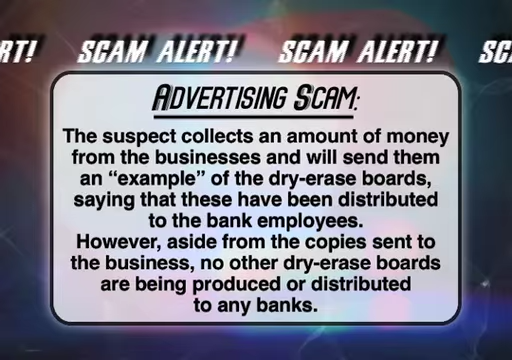 RT! SCAM ALERT! SCAM ALERT! SC
ADVERTISING SCAM:
The suspect collects an amount of money
from the businesses and will send them
an “example” of the dry-erase boards,
saying that these have been distributed
to the bank employees.
However, aside from the copies sent to
the business, no other dry-erase boards
are being produced or distributed
to any banks.